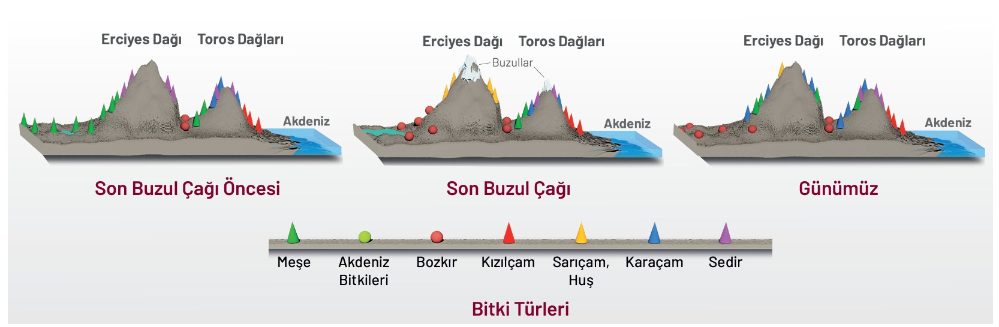 Erciyes Dağı Toros Dağları
Akdeniz
Son Buzul Çağı Öncesi
Erciyes Dağı Toros Dağları
Buzullar
Akdeniz
Son Buzul Çağı
Erciyes Dağı Toros Dağları
Akdeniz
Günümüz
Meşe
Akdeniz
Bitkileri
Bozkır
Kızılçam
Sarıçam,
Huş
Karaçam
Sedir
Bitki Türleri